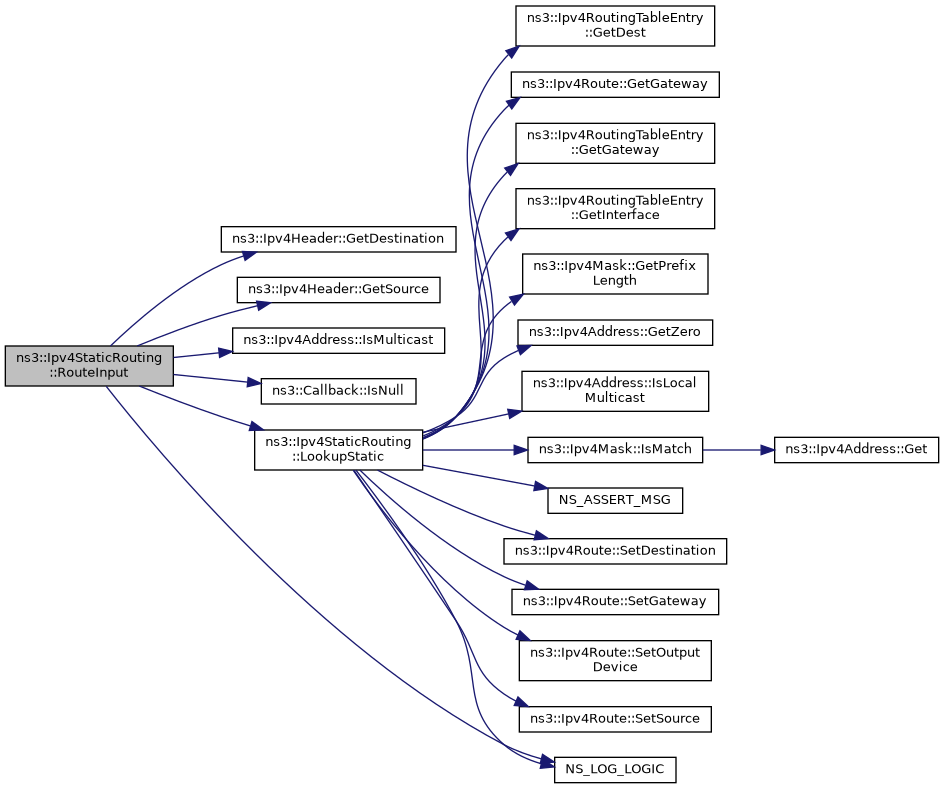 ns3::Ipv4StaticRouting
::RouteInput
ns3::Ipv4Header::GetDestination
ns3::Ipv4Header::GetSource
ns3::Ipv4Address::IsMulticast
ns3::Callback::IsNull
ns3::Ipv4StaticRouting
::LookupStatic
ns3::Ipv4RoutingTableEntry
::GetDest
ns3::Ipv4Route::GetGateway
ns3::Ipv4RoutingTableEntry
::GetGateway
ns3::Ipv4RoutingTableEntry
::GetInterface
ns3::Ipv4Mask::GetPrefix
Length
ns3::Ipv4Address::GetZero
ns3::Ipv4Address::IsLocal
Multicast
ns3::Ipv4Mask::IsMatch
ns3::Ipv4Address::Get
NS_ASSERT_MSG
ns3::Ipv4Route::SetDestination
ns3::Ipv4Route::SetGateway
ns3::Ipv4Route::SetOutput
Device
ns3::Ipv4Route::SetSource
NS_LOG_LOGIC